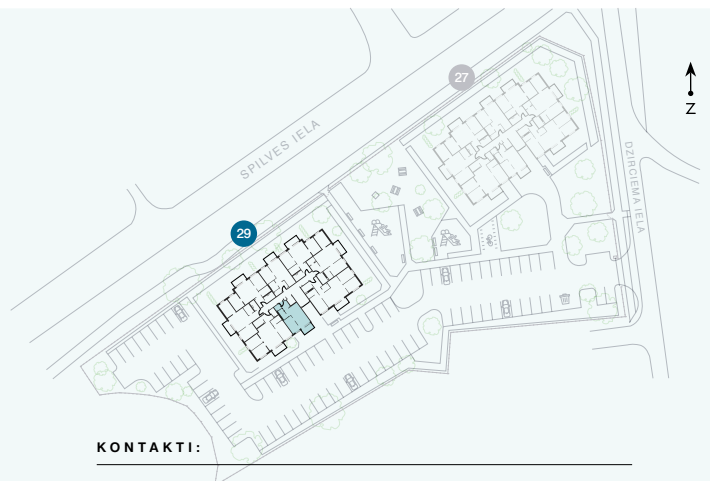 27
Z
SPILVES IELA
DZIRCIEMA IELA
29
KONTAKTI: